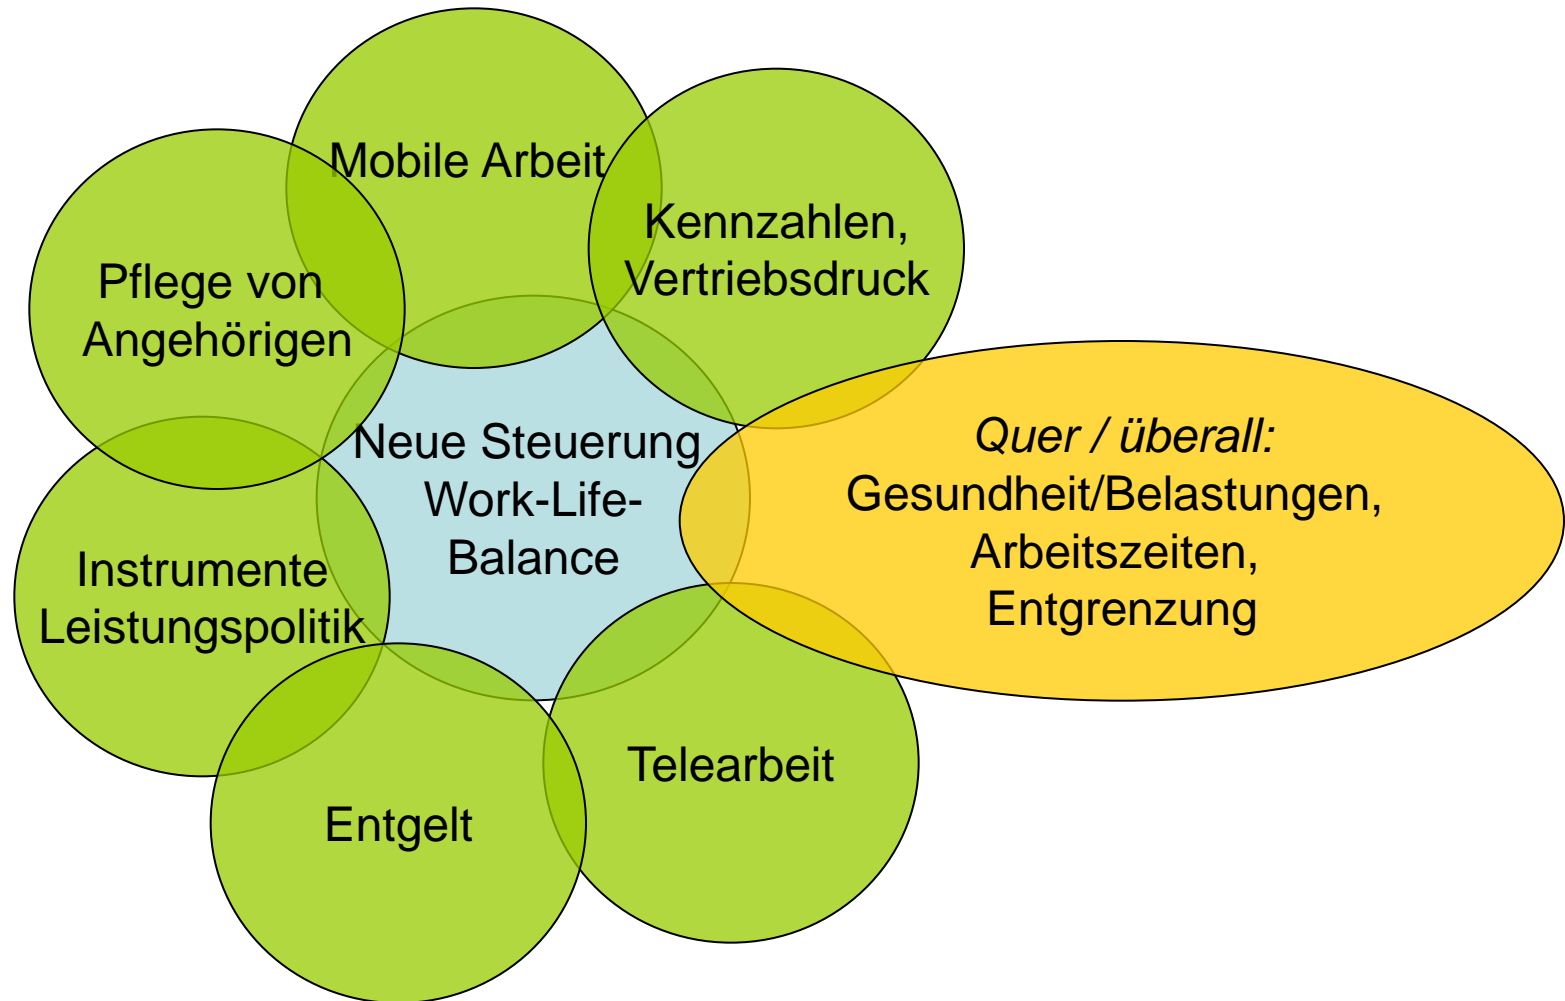 Mobile Arbeit
Kennzahlen,
Vertriebsdruck
Pflege von
Angehörigen
Neue Steuerung
Work-Life-
Balance
Quer / überall:
Gesundheit/Belastungen,
Arbeitszeiten,
Entgrenzung
Instrumente
Leistungspolitik
Telearbeit
Entgelt